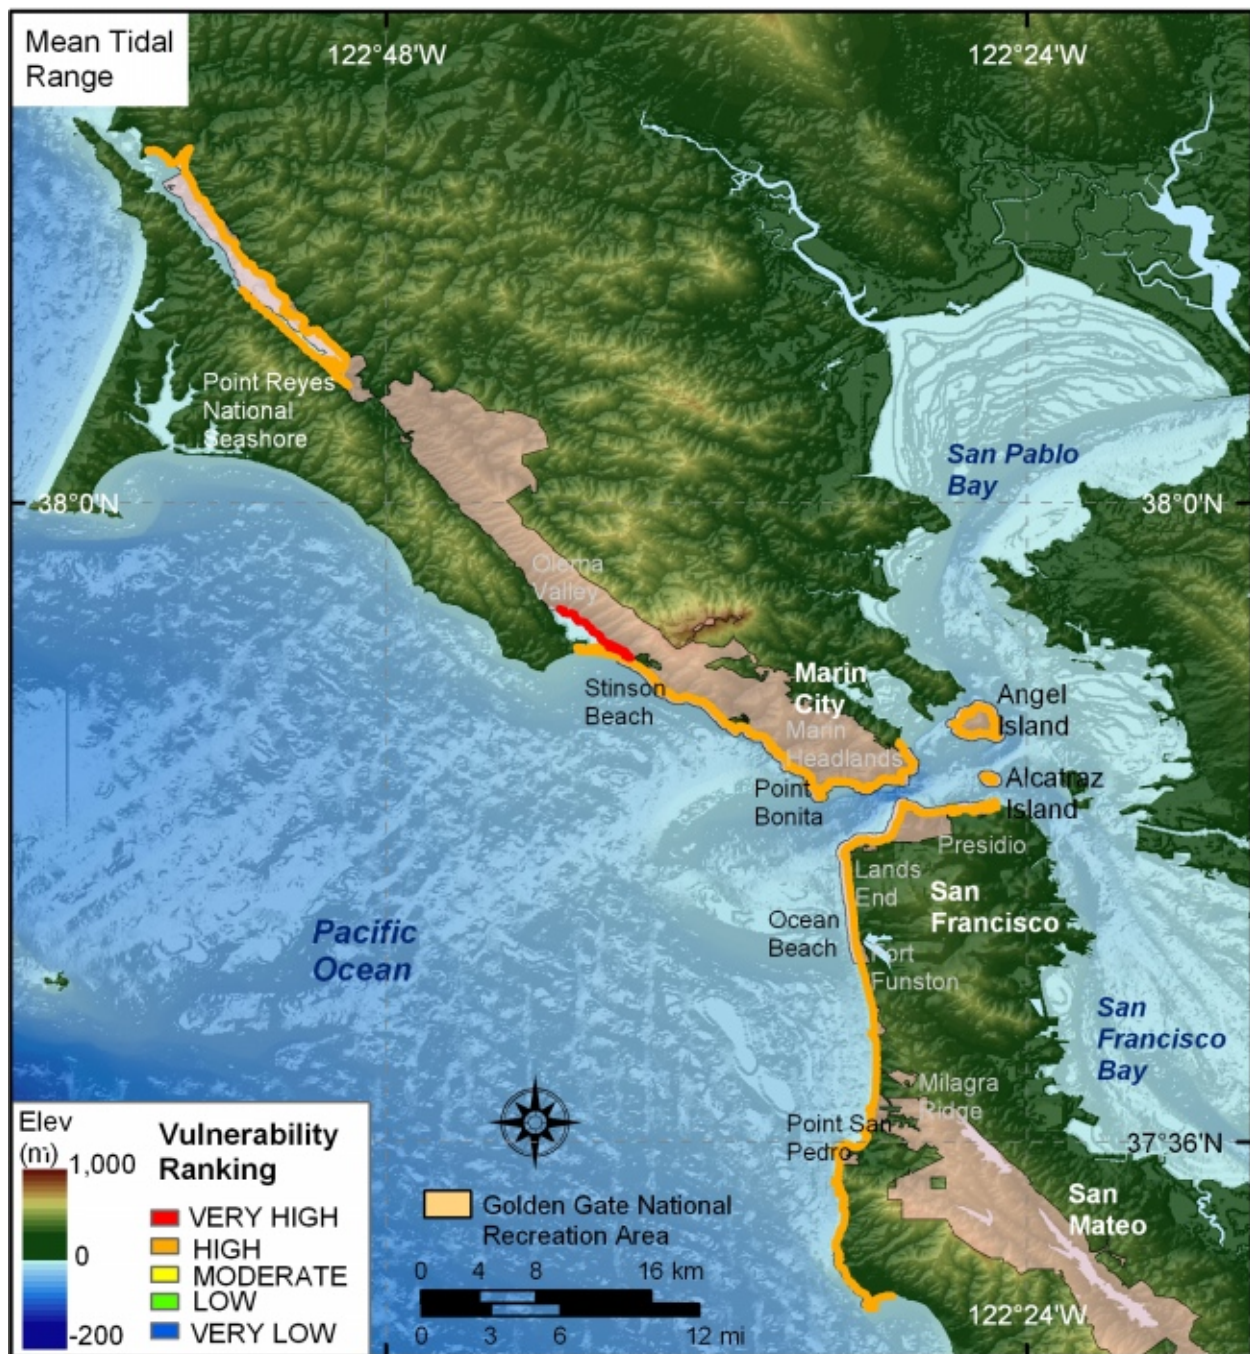 Mean Tidal
Range
122°48'W
122°24'W
Point Reyes
National
Seashore
San Pablo
Bay
38°0'N
38°0'N
Olema
Valley
Stinson
Beach
Marin
City
Marin
Headlands
Angel
Island
Point
Bonita
Alcatraz
Island
Presidio
Lands
End
San
Francisco
Ocean
Beach
Fort
Funston
Pacific
Ocean
San
Francisco
Bay
Milagra
Ridge
Point San
Pedro
37°36'N
San
Mateo
122°24'W
Elev
(m)
1,000
0
-200
Vulnerability
Ranking
VERY HIGH
HIGH
MODERATE
LOW
VERY LOW
Golden Gate National
Recreation Area
0 4 8 16 km
0 3 6 12 mi